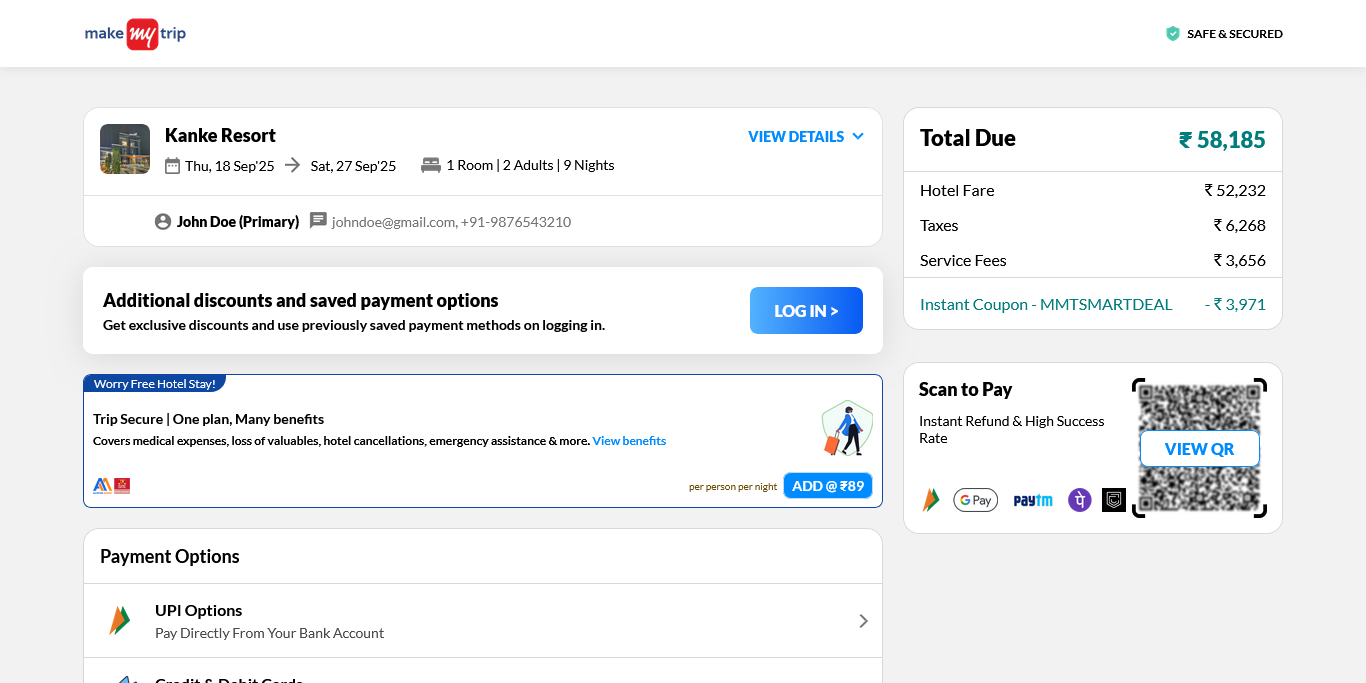 make my trip
SAFE & SECURED
Kanke Resort
VIEW DETAILS
Thu, 18 Sep'25
Sat, 27 Sep'25
1 Room | 2 Adults | 9 Nights
John Doe (Primary)
johndoe@gmail.com, +91-9876543210
Additional discounts and saved payment options
Get exclusive discounts and use previously saved payment methods on logging in.
LOG IN >
Worry Free Hotel Stay!
Trip Secure | One plan, Many benefits
Covers medical expenses, loss of valuables, hotel cancellations, emergency assistance & more. View benefits
per person per night
ADD @ ₹89
Payment Options
UPI Options
Pay Directly From Your Bank Account
Credit & Debit Cards
Total Due
₹ 58,185
Hotel Fare
₹ 52,232
Taxes
₹ 6,268
Service Fees
₹ 3,656
Instant Coupon - MMTSMARTDEAL
- ₹ 3,971
Scan to Pay
Instant Refund & High Success
Rate
VIEW QR
G Pay
paytm
पे